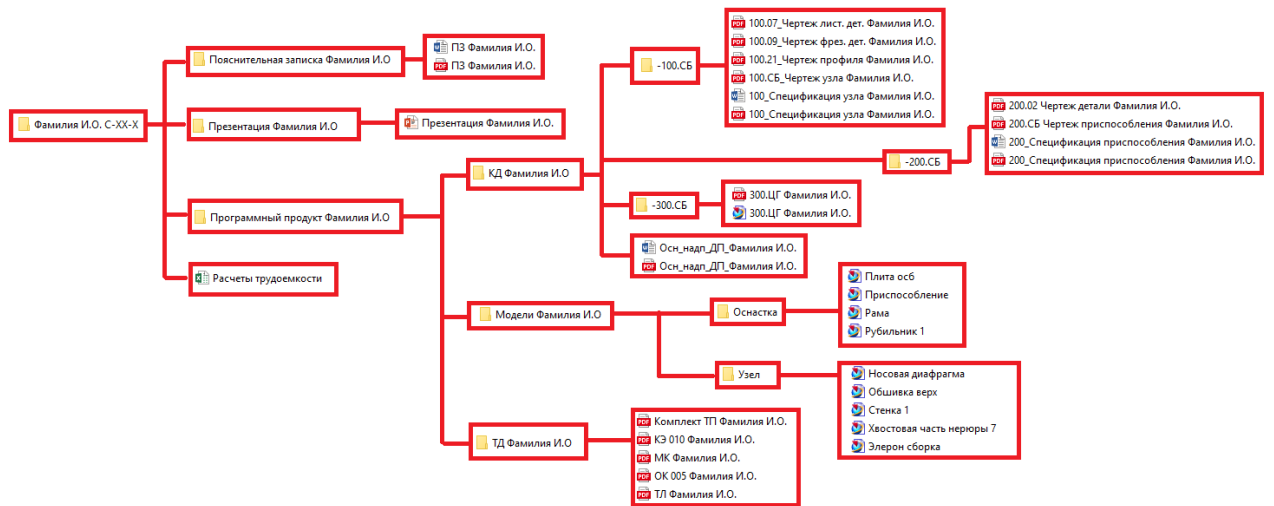 Фамилия И.О. С-XX-X
Пояснительная записка Фамилия И.О
ПЗ Фамилия И.О.
ПЗ Фамилия И.О.
Презентация Фамилия И.О
Презентация Фамилия И.О.
Программный продукт Фамилия И.О
Расчеты трудоемкости
КД Фамилия И.О
-100.СБ
100.07_Чертеж лист. дет. Фамилия И.О.
100.09_Чертеж фрез. дет. Фамилия И.О.
100.21_Чертеж профиля Фамилия И.О.
100.СБ_Чертеж узла Фамилия И.О.
100_Спецификация узла Фамилия И.О.
100_Спецификация узла Фамилия И.О.
-200.СБ
200.02 Чертеж детали Фамилия И.О.
200.СБ Чертеж приспособления Фамилия И.О.
200_Спецификация приспособления Фамилия И.О.
200_Спецификация приспособления Фамилия И.О.
-300.СБ
300.ЦГ Фамилия И.О.
300.ЦГ Фамилия И.О.
Осн_надп_ДП_Фамилия И.О.
Осн_надп_ДП_Фамилия И.О.
Модели Фамилия И.О
Оснастка
Плита осб
Приспособление
Рама
Рубильник 1
Узел
Носовая диафрагма
Обшивка верх
Стенка 1
Хвостовая часть нерюры 7
Элерон сборка
ТД Фамилия И.О
Комплект ТП Фамилия И.О.
КЭ 010 Фамилия И.О.
МК Фамилия И.О.
ОК 005 Фамилия И.О.
ТЛ Фамилия И.О.